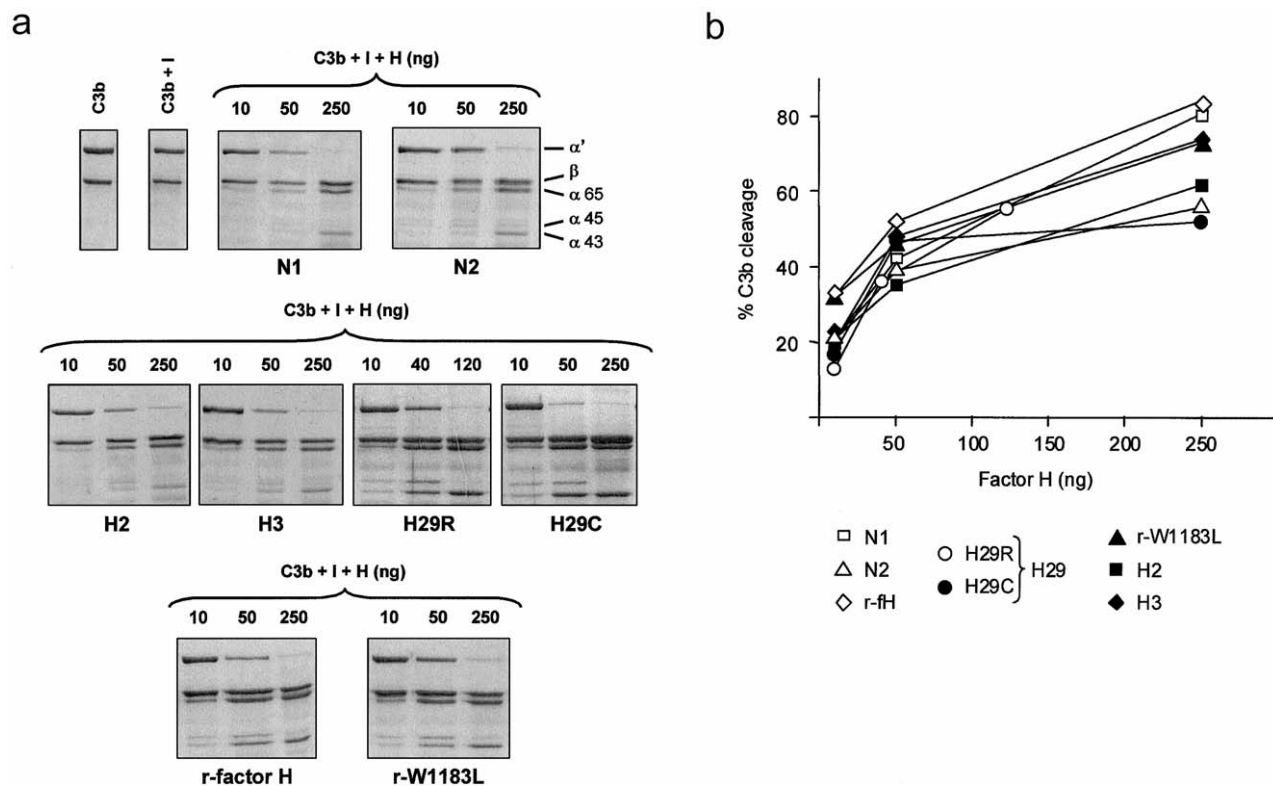 a
C3b
C3b + I
C3b + I + H (ng)
10 50 250 10 50 250
α'
β
α 65
α 45
α 43
N1 N2
C3b + I + H (ng)
10 50 250 10 50 250 10 40 120 10 50 250
H2 H3 H29R H29C
C3b + I + H (ng)
10 50 250 10 50 250
r-factor H r-W1183L
b
% C3b cleavage
80
60
40
20
50 100 150 200 250
Factor H (ng)
N1
N2
r-fH
H29R
H29C
H29
r-W1183L
H2
H3